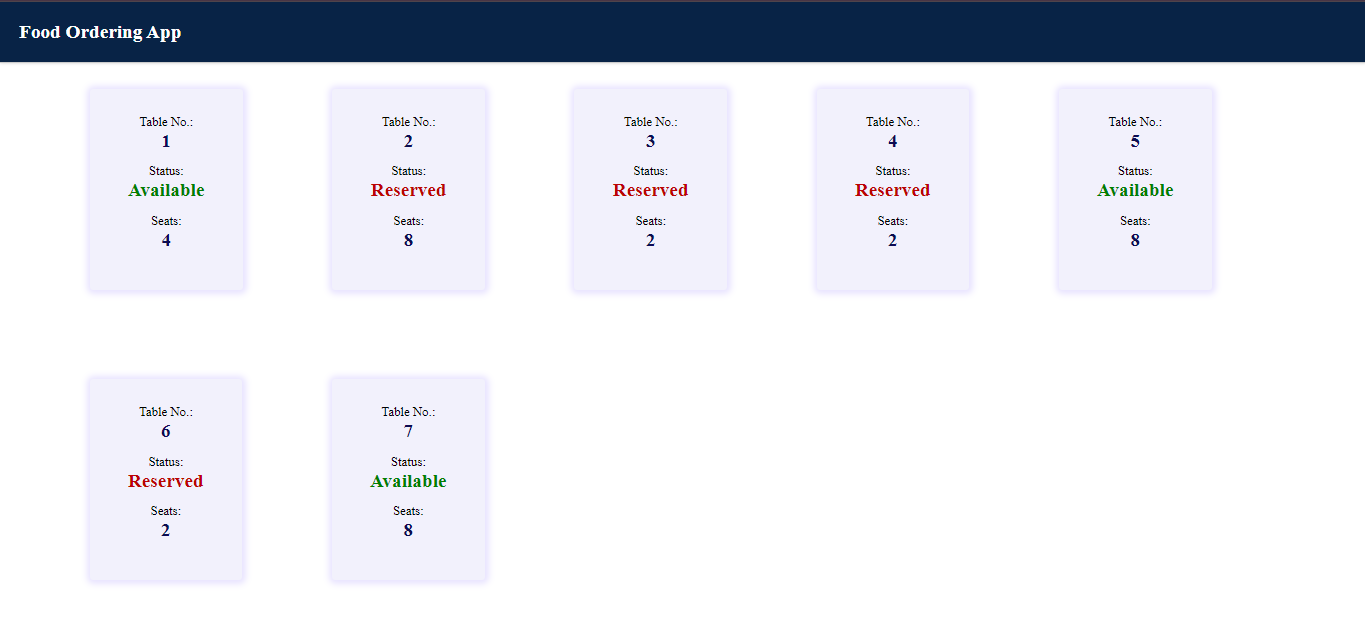 Food Ordering App
Table No.:
1
Status:
Available
Seats:
4
Table No.:
2
Status:
Reserved
Seats:
8
Table No.:
3
Status:
Reserved
Seats:
2
Table No.:
4
Status:
Reserved
Seats:
2
Table No.:
5
Status:
Available
Seats:
8
Table No.:
6
Status:
Reserved
Seats:
2
Table No.:
7
Status:
Available
Seats:
8